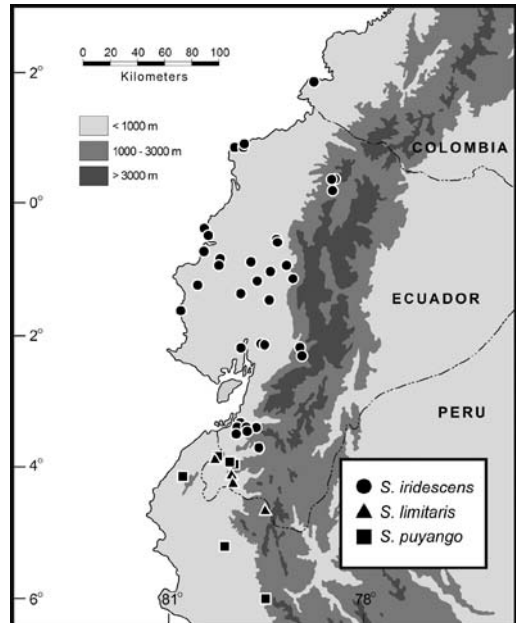 0 20 40 60 80 100
Kilometers
< 1000 m
1000 - 3000 m
> 3000 m
2°
0°
2°
4°
6°
COLOMBIA
ECUADOR
PERU
S. iridescens
S. limitaris
S. puyango
81° 78°